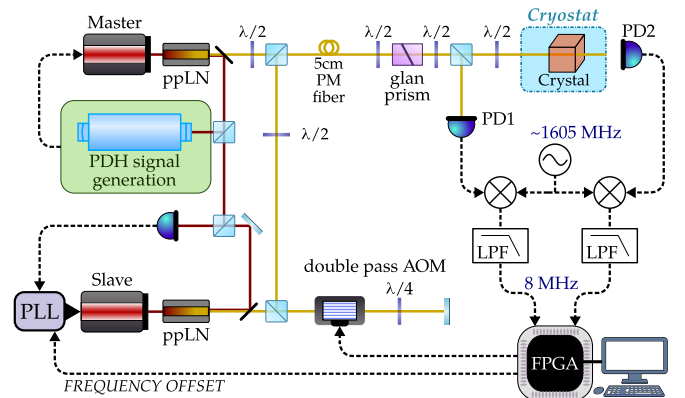 Master
ppLN
λ/2
5cm
PM
fiber
λ/2
glan
prism
λ/2
λ/2
Cryostat
Crystal
PD2
PD1
~1605 MHz
PDH signal
generation
λ/2
LPF
LPF
8 MHz
Slave
PLL
ppLN
double pass AOM
λ/4
FPGA
FREQUENCY OFFSET